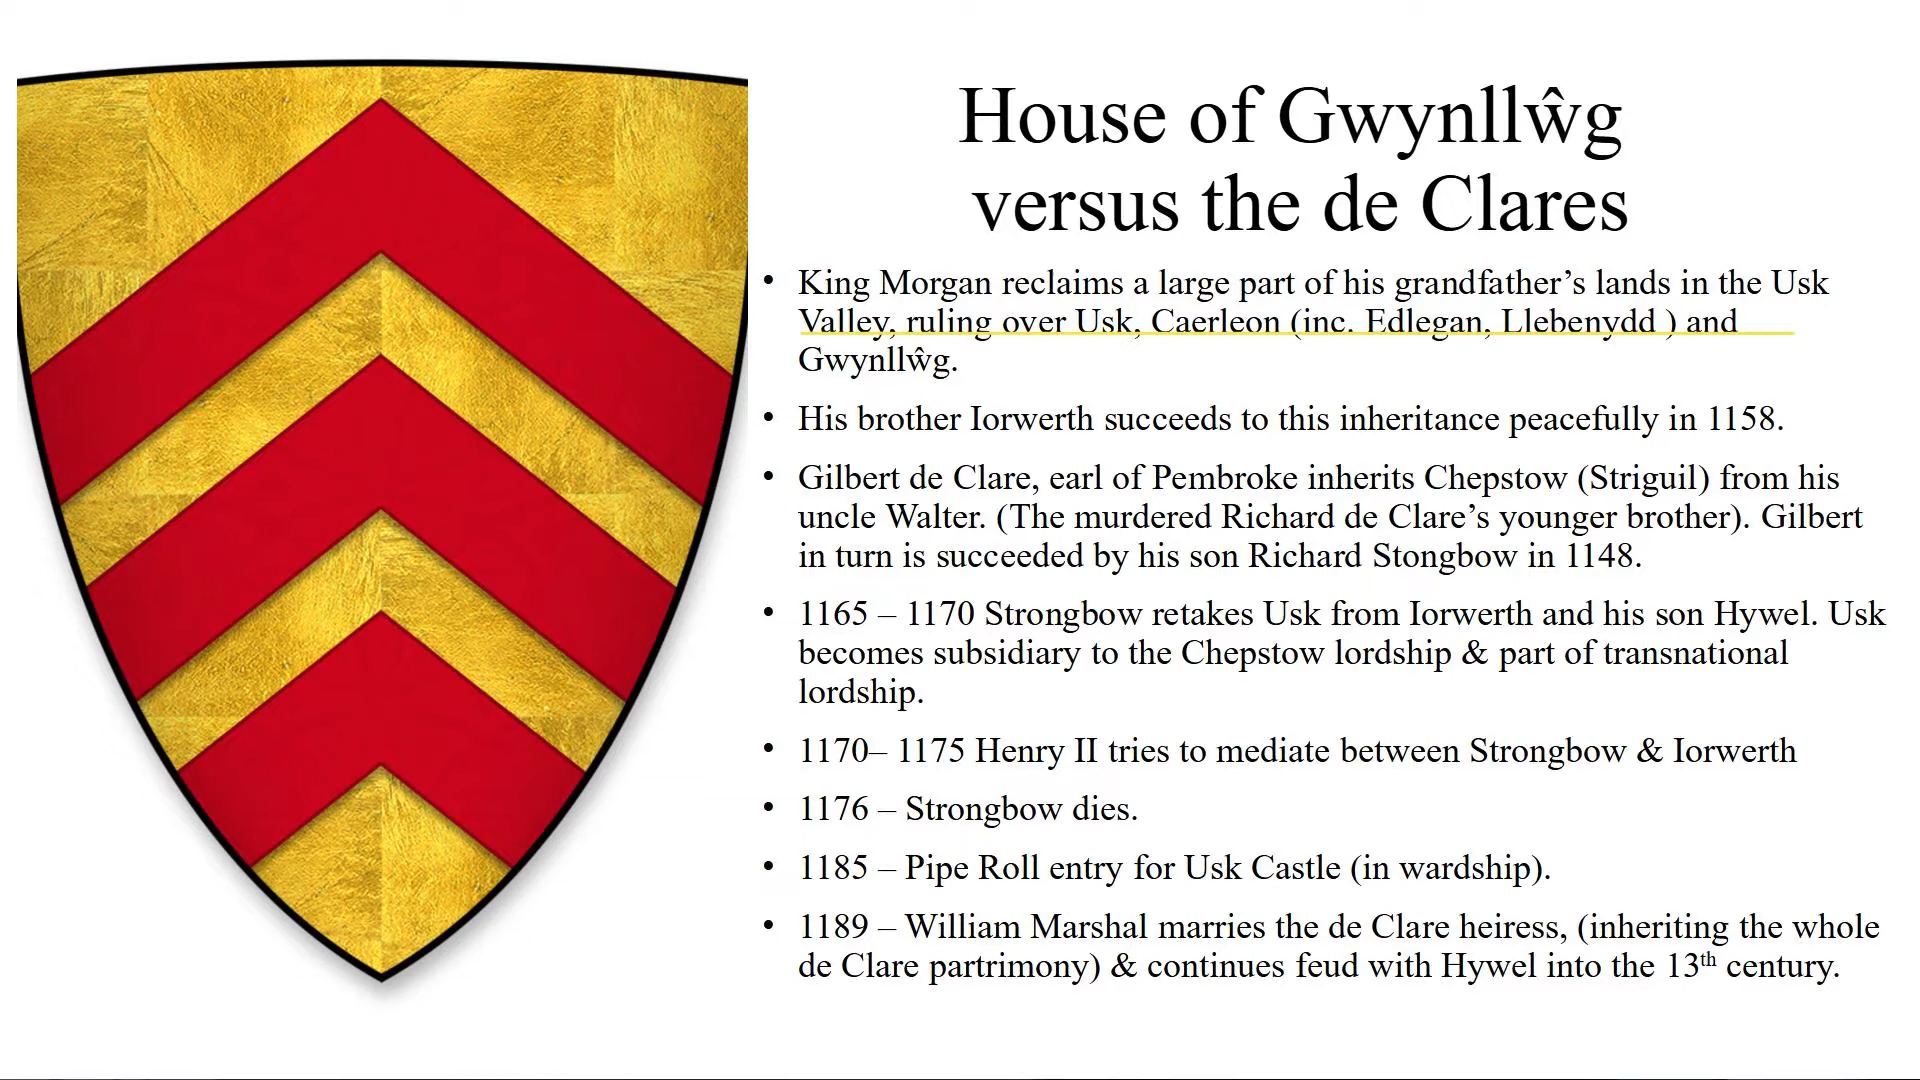 House of Gwynllŵg
versus the de Clares
• King Morgan reclaims a large part of his grandfather’s lands in the Usk
Valley, ruling over Usk, Caerleon (inc. Edlegan, Llebenydd ) and
Gwynllŵg.
• His brother Iorwerth succeeds to this inheritance peacefully in 1158.
• Gilbert de Clare, earl of Pembroke inherits Chepstow (Striguil) from his
uncle Walter. (The murdered Richard de Clare’s younger brother). Gilbert
in turn is succeeded by his son Richard Stongbow in 1148.
• 1165 – 1170 Strongbow retakes Usk from Iorwerth and his son Hywel. Usk
becomes subsidiary to the Chepstow lordship & part of transnational
lordship.
• 1170– 1175 Henry II tries to mediate between Strongbow & Iorwerth
• 1176 – Strongbow dies.
• 1185 – Pipe Roll entry for Usk Castle (in wardship).
• 1189 – William Marshal marries the de Clare heiress, (inheriting the whole
de Clare partrimony) & continues feud with Hywel into the 13th century.